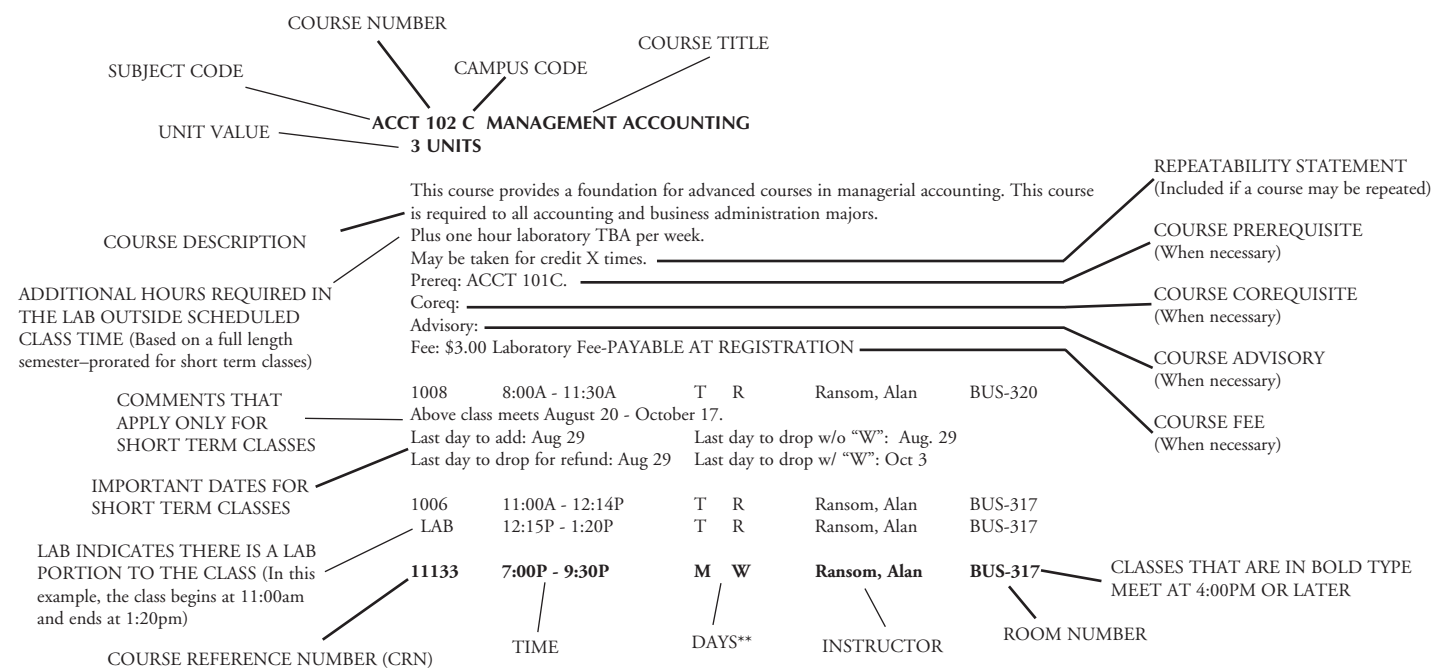 COURSE NUMBER
COURSE TITLE
SUBJECT CODE
CAMPUS CODE
ACCT 102 C MANAGEMENT ACCOUNTING
UNIT VALUE
3 UNITS
REPEATABILITY STATEMENT
(Included if a course may be repeated)
This course provides a foundation for advanced courses in managerial accounting. This course
is required to all accounting and business administration majors.
COURSE DESCRIPTION
Plus one hour laboratory TBA per week.
COURSE PREREQUISITE
(When necessary)
May be taken for credit X times.
Prereq: ACCT 101C.
ADDITIONAL HOURS REQUIRED IN
THE LAB OUTSIDE SCHEDULED
CLASS TIME (Based on a full length
semester–prorated for short term classes)
Coreq:
COURSE COREQUISITE
(When necessary)
Advisory:
Fee: $3.00 Laboratory Fee-PAYABLE AT REGISTRATION
COURSE ADVISORY
(When necessary)
COMMENTS THAT
APPLY ONLY FOR
SHORT TERM CLASSES
1008 8:00A - 11:30A T R Ransom, Alan BUS-320
Above class meets August 20 - October 17.
COURSE FEE
(When necessary)
Last day to add: Aug 29 Last day to drop w/o “W”: Aug. 29
Last day to drop for refund: Aug 29 Last day to drop w/ “W”: Oct 3
IMPORTANT DATES FOR
SHORT TERM CLASSES
1006 11:00A - 12:14P T R Ransom, Alan BUS-317
LAB 12:15P - 1:20P T R Ransom, Alan BUS-317
LAB INDICATES THERE IS A LAB
PORTION TO THE CLASS (In this
example, the class begins at 11:00am
and ends at 1:20pm)
11133 7:00P - 9:30P M W Ransom, Alan BUS-317
CLASSES THAT ARE IN BOLD TYPE
MEET AT 4:00PM OR LATER
COURSE REFERENCE NUMBER (CRN)
TIME
DAYS**
INSTRUCTOR
ROOM NUMBER